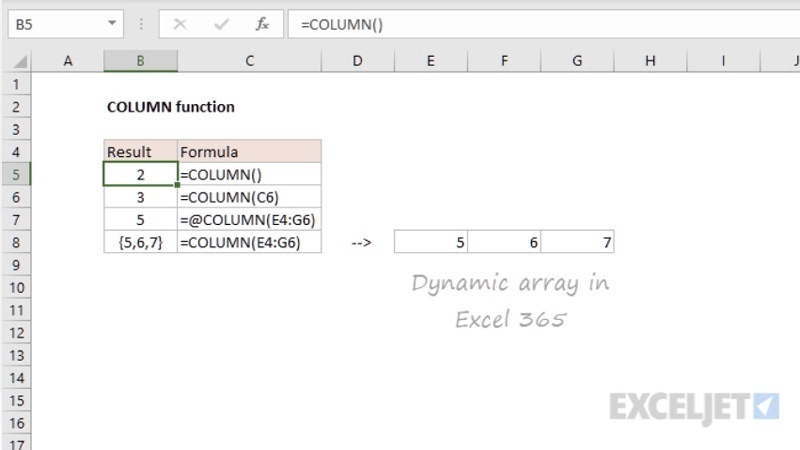 B5 fx =COLUMN()
A B C D E F G H I J
1
2 COLUMN function
3
4 Result Formula
5 2 =COLUMN()
6 3 =COLUMN(C6)
7 5 =@COLUMN(E4:G6)
8 {5,6,7} =COLUMN(E4:G6) --> 5 6 7
9
10 Dynamic array in
11
12 Excel 365
13
14
15
16 EXCELJET
17